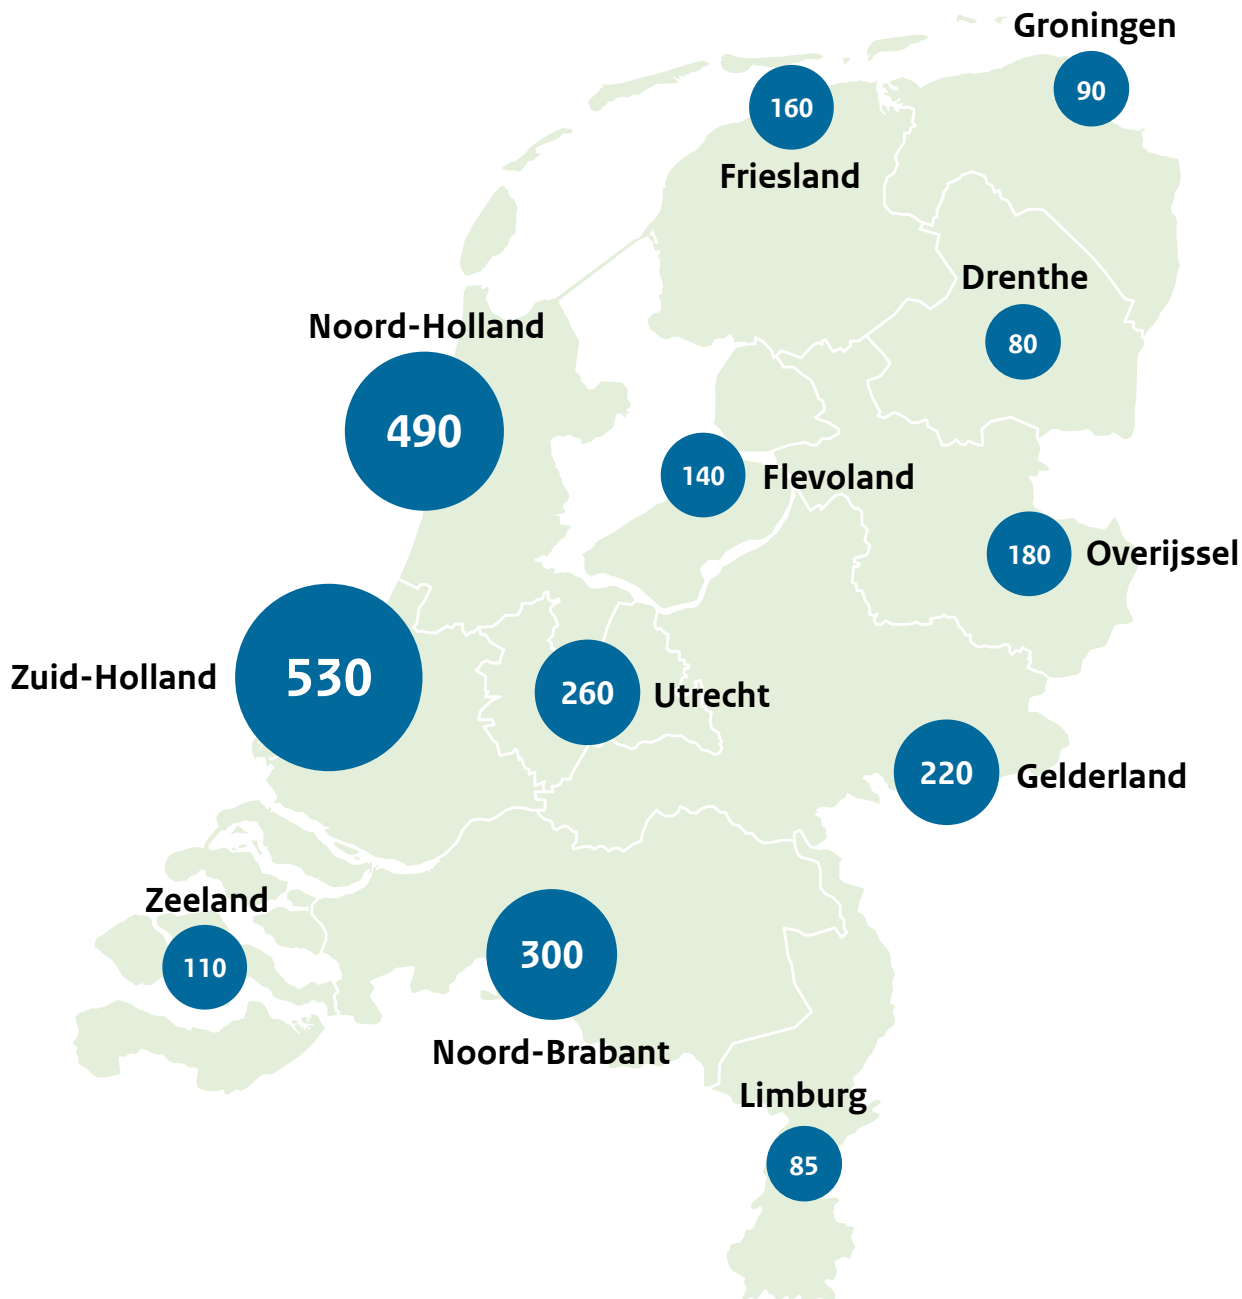 Groningen
90
160
Friesland
Drenthe
80
Noord-Holland
490
140
Flevoland
180
Overijssel
Zuid-Holland
530
260
Utrecht
220
Gelderland
Zeeland
110
300
Noord-Brabant
Limburg
85